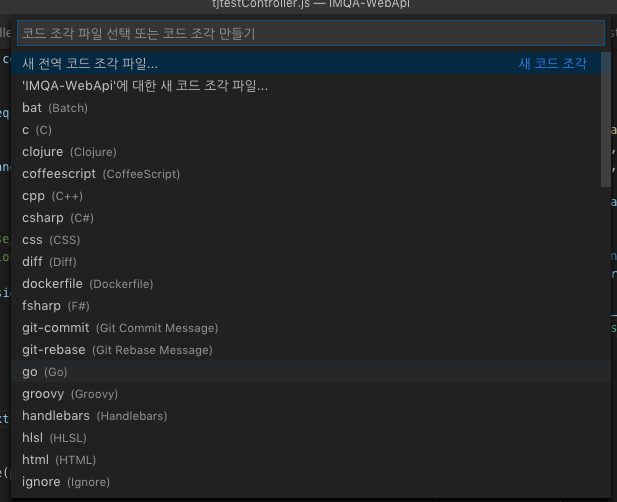 tjtestController.js — IMQA-WebApi
코드 조각 파일 선택 또는 코드 조각 만들기
새 전역 코드 조각 파일... 새 코드 조각
'IMQA-WebApi'에 대한 새 코드 조각 파일...
bat (Batch)
c (C)
clojure (Clojure)
coffeescript (CoffeeScript)
cpp (C++)
csharp (C#)
css (CSS)
diff (Diff)
dockerfile (Dockerfile)
fsharp (F#)
git-commit (Git Commit Message)
git-rebase (Git Rebase Message)
go (Go)
groovy (Groovy)
handlebars (Handlebars)
hlsl (HLSL)
html (HTML)
ignore (Ignore)